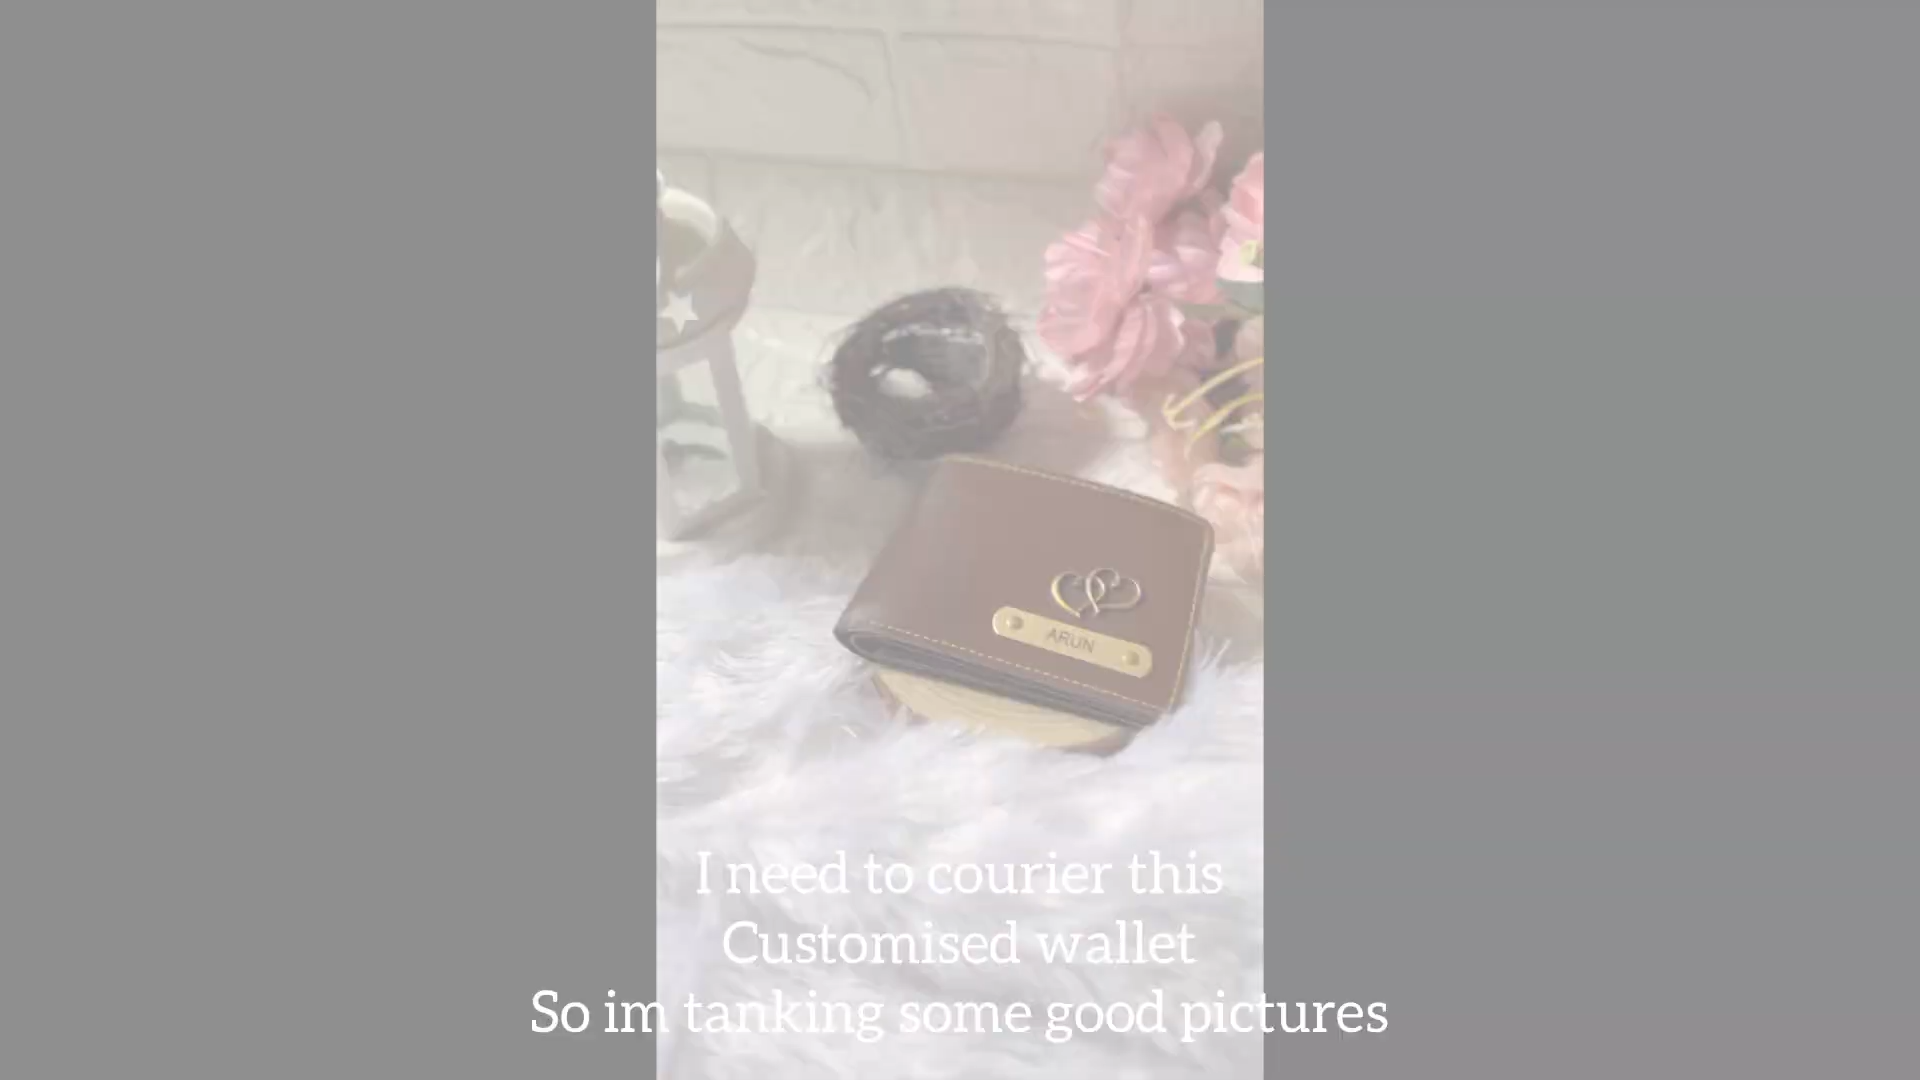 ARUN
I need to courier this
Customised wallet
So im tanking some good pictures